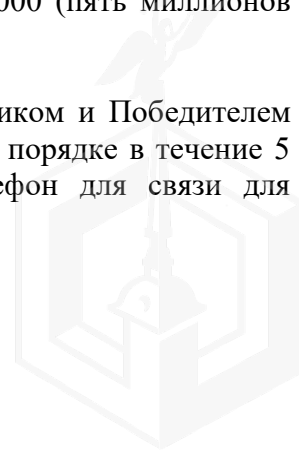 000 (пять миллионов
иком и Победителем
порядке в течение 5
ефон для связи для